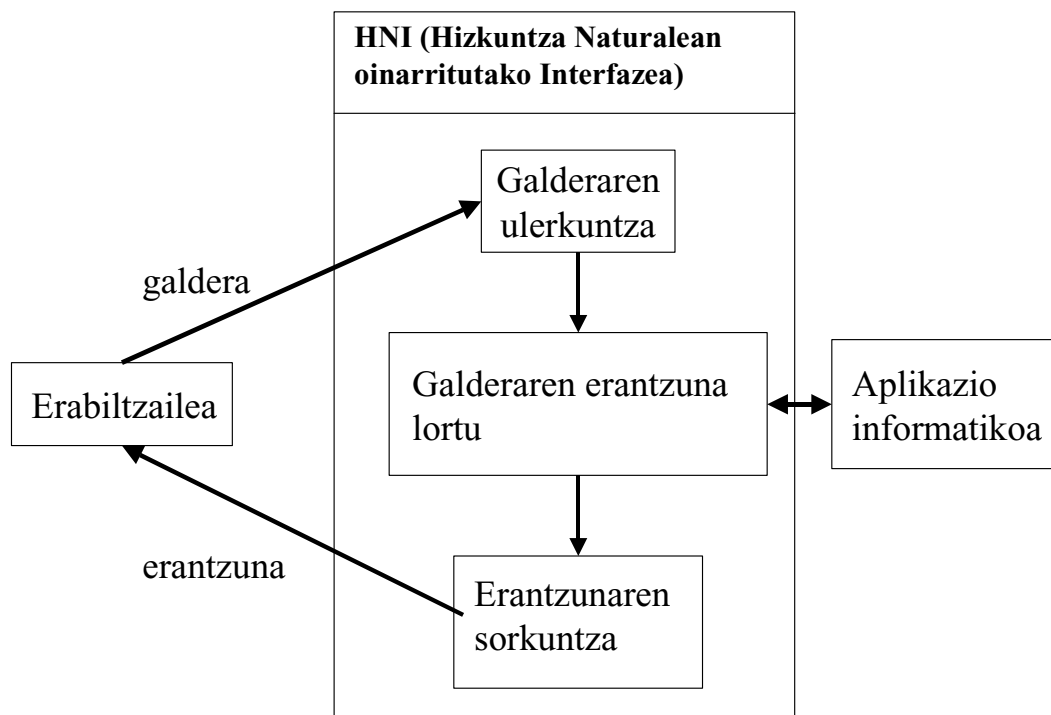 HNI (Hizkuntza Naturalean
oinarritutako Interfazea)
Galderaren
ulerkuntza
galdera
Erabiltzailea
Galderaren erantzuna
lortu
Aplikazio
informatikoa
erantzuna
Erantzunaren
sorkuntza